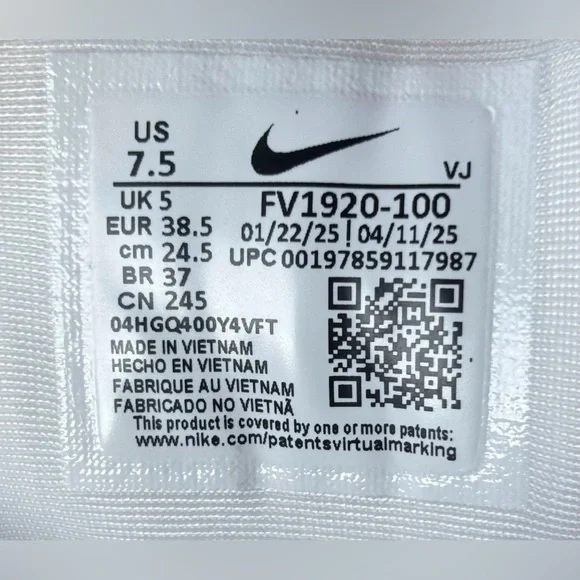 US
7.5
VJ
UK 5
FV1920-100
EUR 38.5
01/22/25 | 04/11/25
cm 24.5
UPC 00197859117987
BR 37
CN 245
04HGQ400Y4VFT
MADE IN VIETNAM
HECHO EN VIETNAM
FABRIQUE AU VIETNAM
FABRICADO NO VIETNÃ
This product is covered by one or more patents:
www.nike.com/patentsvirtualmarking